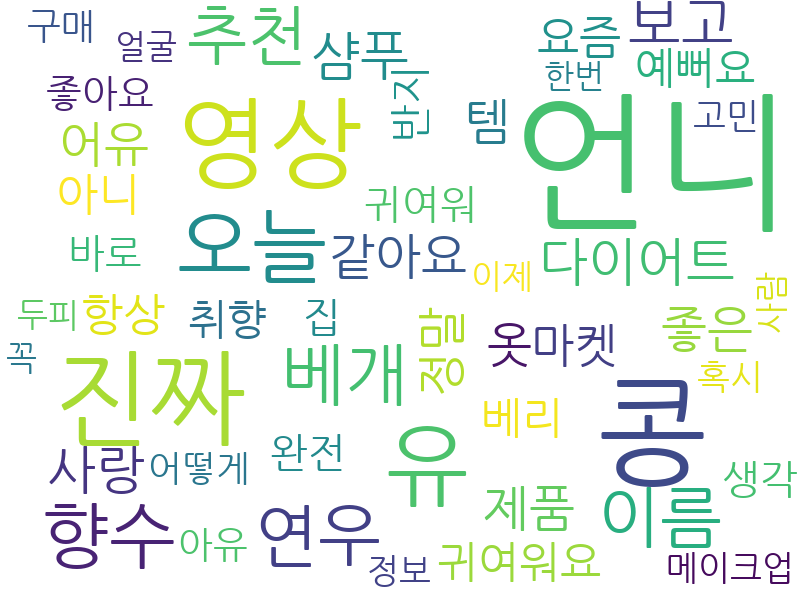 구매
얼굴
추천
샴푸
요즘
보고
한번
예뻐요
좋아요
반지
템
고민
어유
영상
언니
아니
귀여워
바로
오늘
같아요
이제
다이어트
사람
두피
항상
취향
집
정말
옷
마켓
좋은
꼭
진짜
베개
베리
콩
혹시
사랑
어떻게
완전
유
제품
이름
생각
향수
아유
연우
정보
귀여워요
메이크업